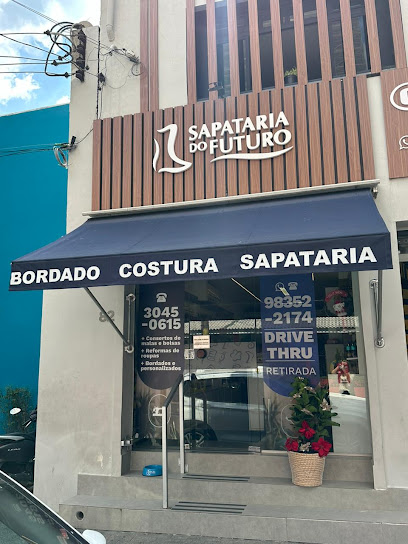 SAPATARIA
DO FUTURO
BORDADO COSTURA SAPATARIA
3045
-0615
+ Consertos de
malas e bolsas
+ Reformas de
roupas
+ Bordados e
personalizados
98352
-2174
DRIVE
THRU
RETIRADA